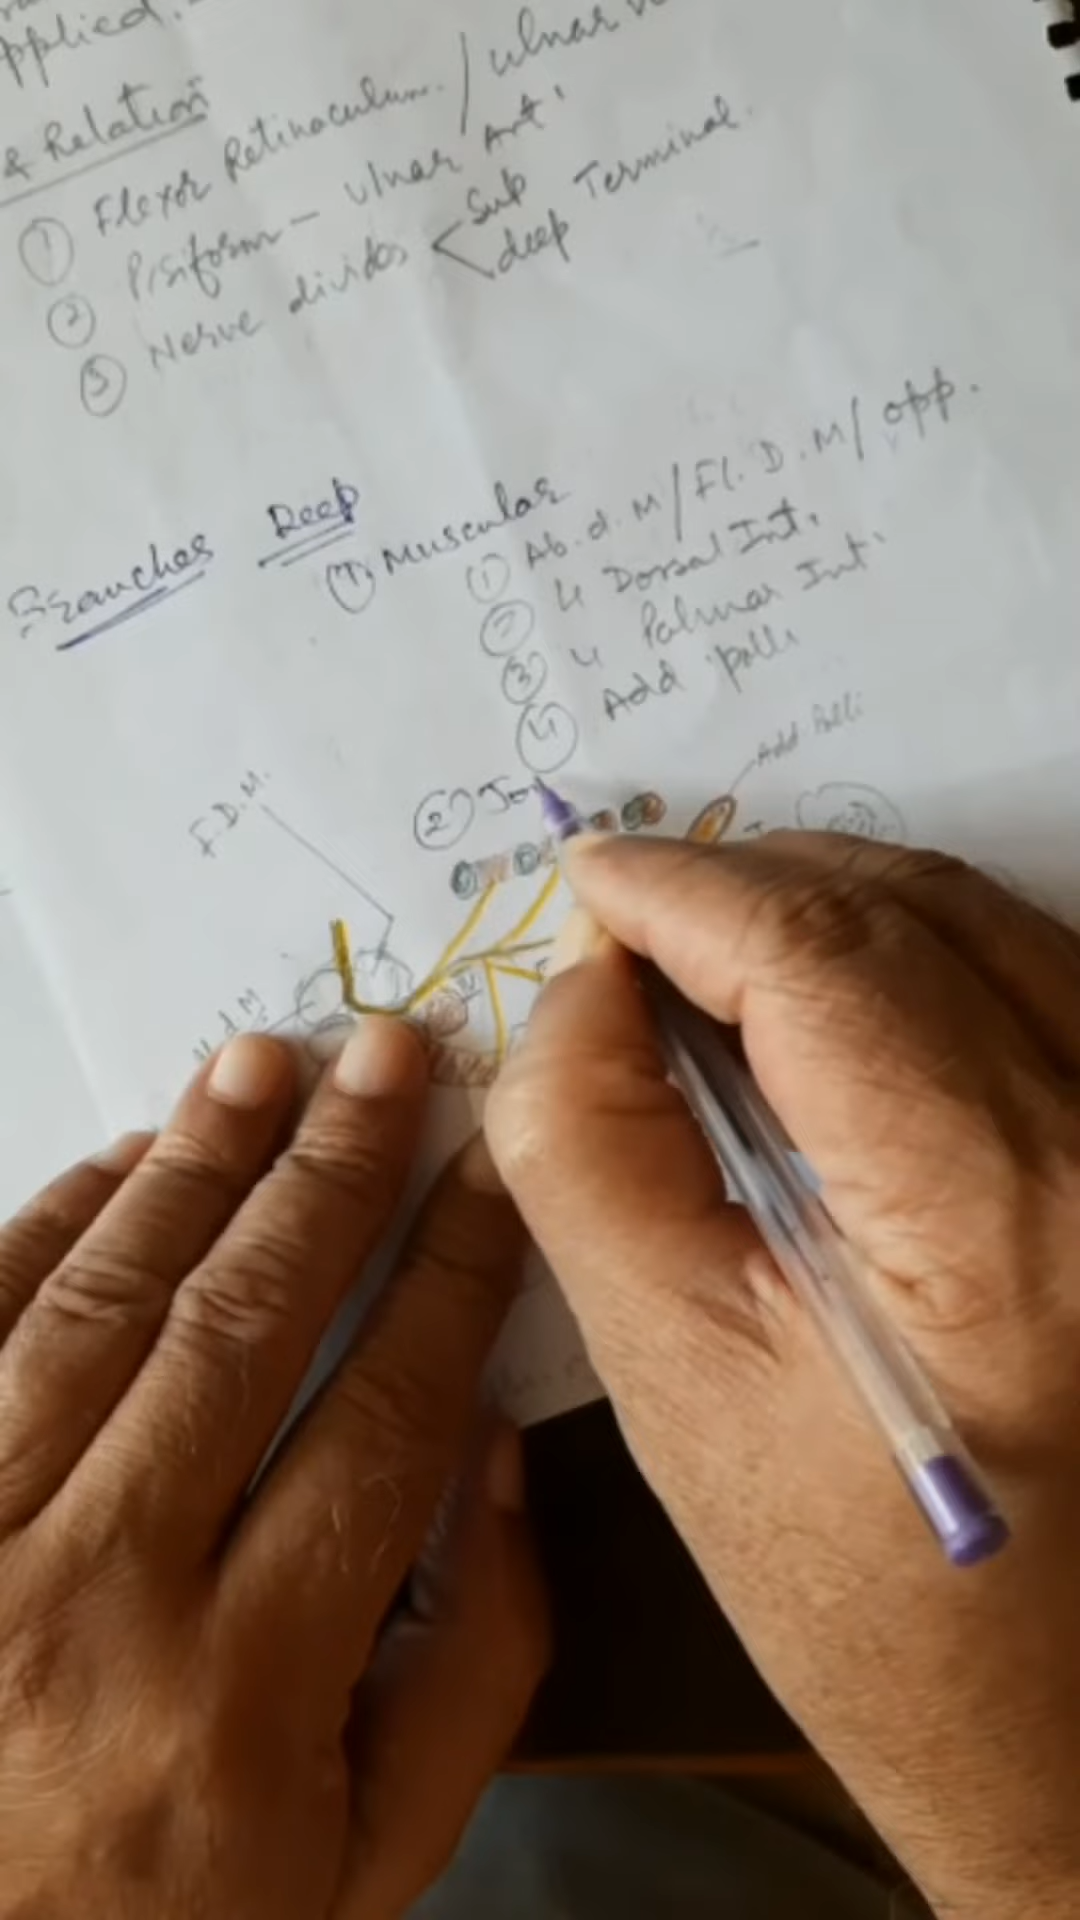 Applied.
& Relation
① Flexor Retinaculum. / Ulnar
② Pisiform — Ulnar Art'
③ Nerve divides < Sup deep Terminal.
Branches Deep
① Muscular
① Ab. d. M / Fl. D. M / opp.
② 4 Dorsal Int.
③ 4 Palmar Int.
④ Add polli
② Jo
Add Polli
F. D. M.
d. M